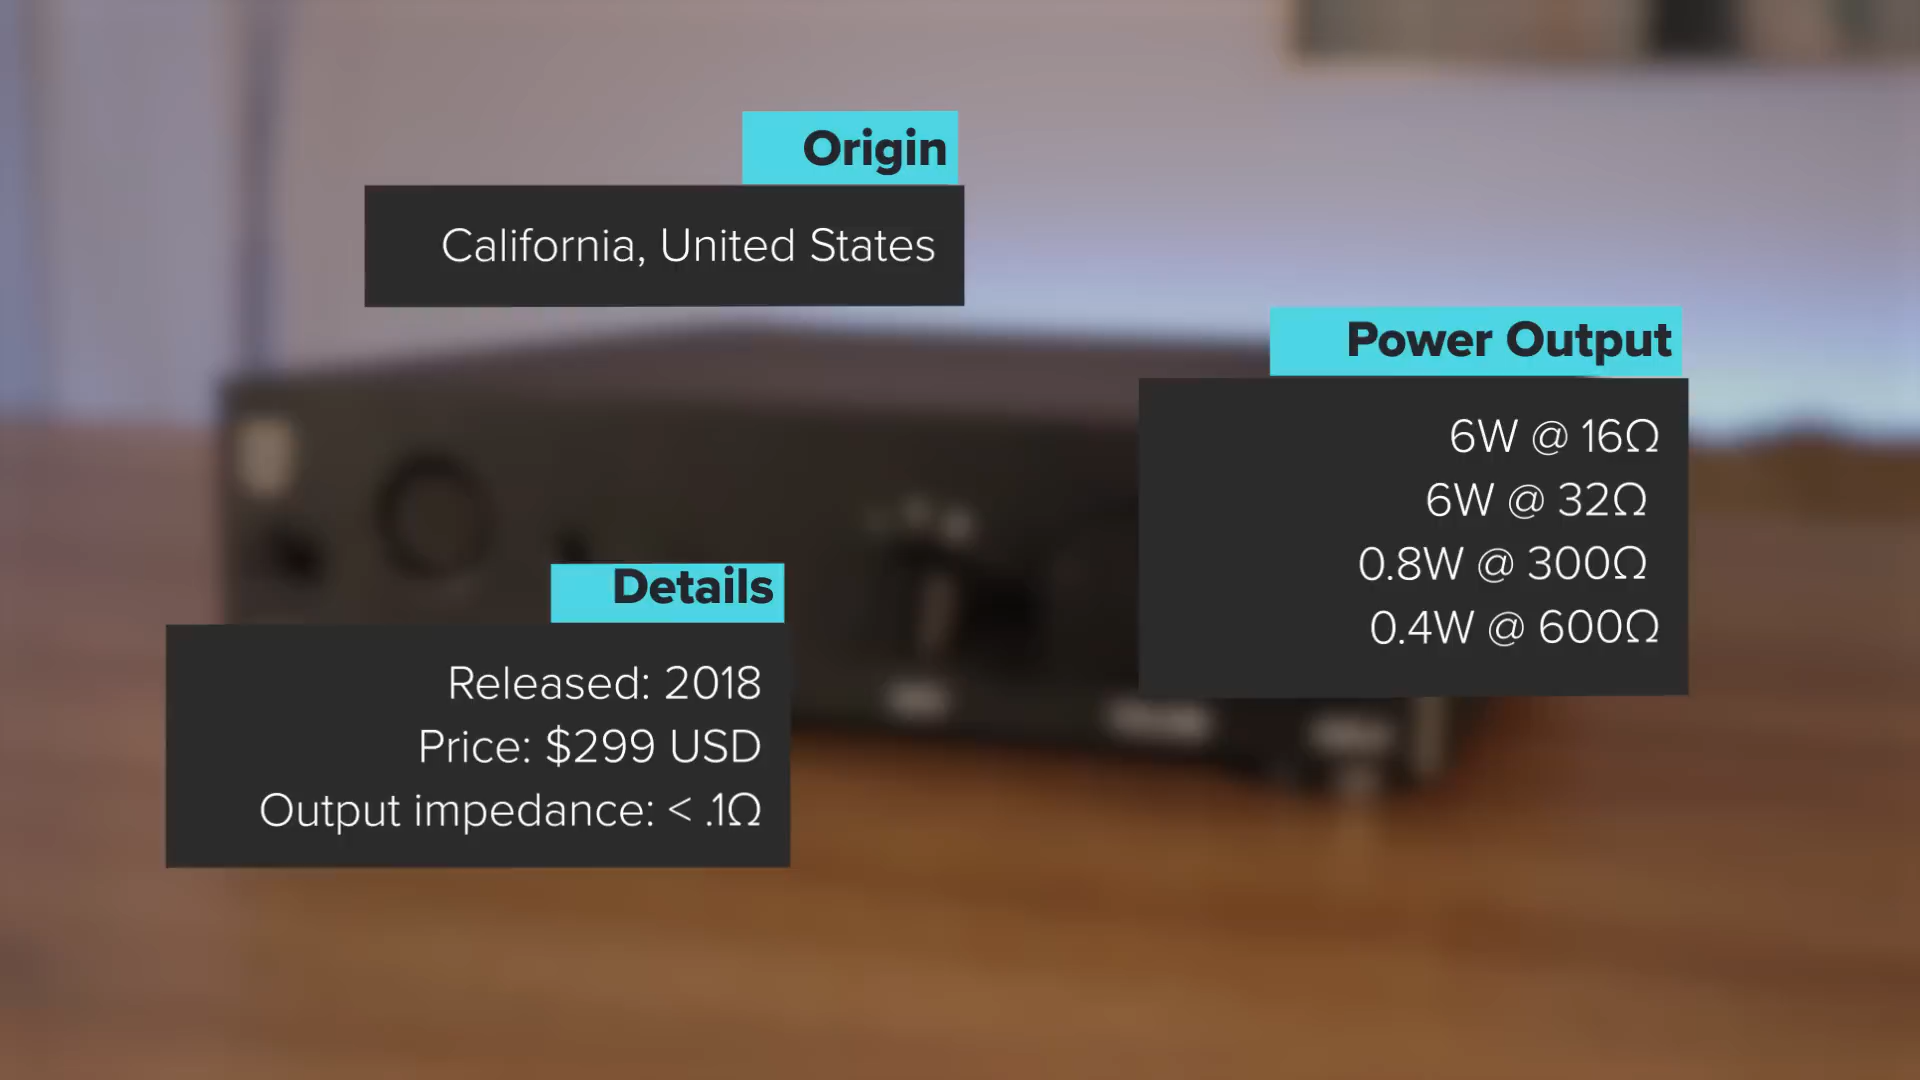 Origin
California, United States
Power Output
6W @ 16Ω
6W @ 32Ω
0.8W @ 300Ω
0.4W @ 600Ω
Details
Released: 2018
Price: $299 USD
Output impedance: < .1Ω